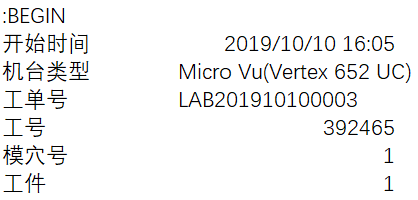 :BEGIN
开始时间 2019/10/10 16:05
机台类型 Micro Vu(Vertex 652 UC)
工单号 LAB201910100003
工号 392465
模穴号 1
工件 1